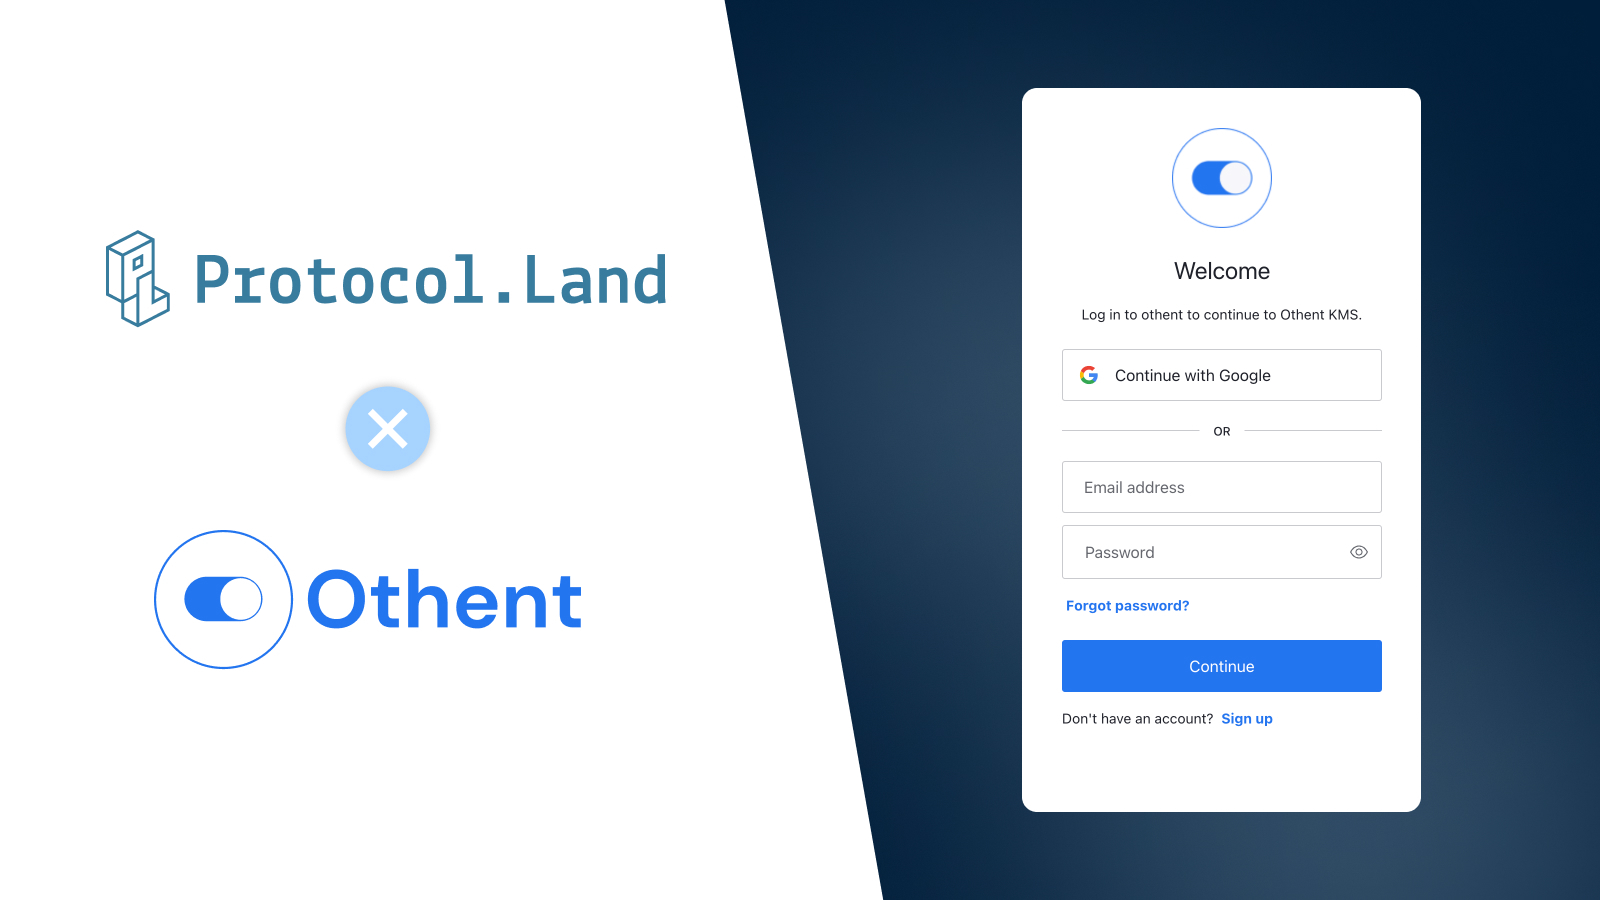 Protocol.Land
Othent
Welcome
Log in to othent to continue to Othent KMS.
Continue with Google
OR
Email address
Password
Forgot password?
Continue
Don't have an account? Sign up